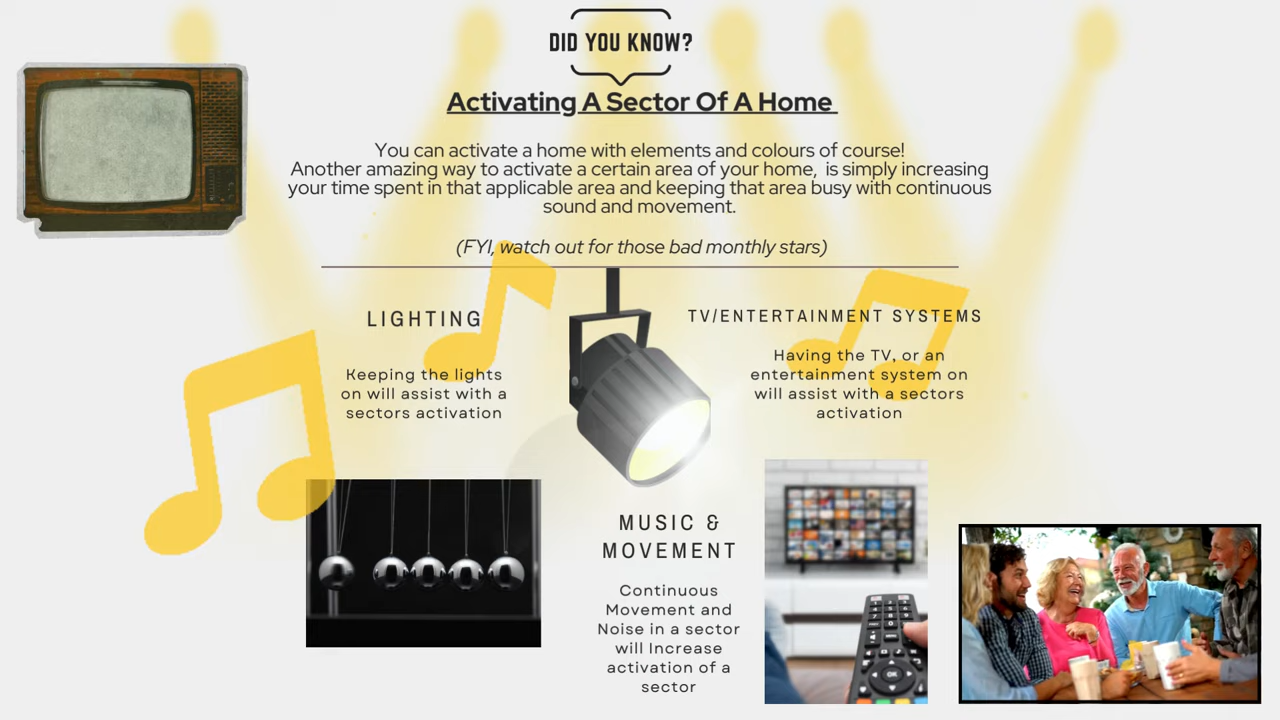 DID YOU KNOW?
Activating A Sector Of A Home
You can activate a home with elements and colours of course!
Another amazing way to activate a certain area of your home, is simply increasing
your time spent in that applicable area and keeping that area busy with continuous
sound and movement.
(FYI, watch out for those bad monthly stars)
LIGHTING
Keeping the lights
on will assist with a
sectors activation
TV/ENTERTAINMENT SYSTEMS
Having the TV, or an
entertainment system on
will assist with a sectors
activation
MUSIC &
MOVEMENT
Continuous
Movement and
Noise in a sector
will Increase
activation of a
sector
OK